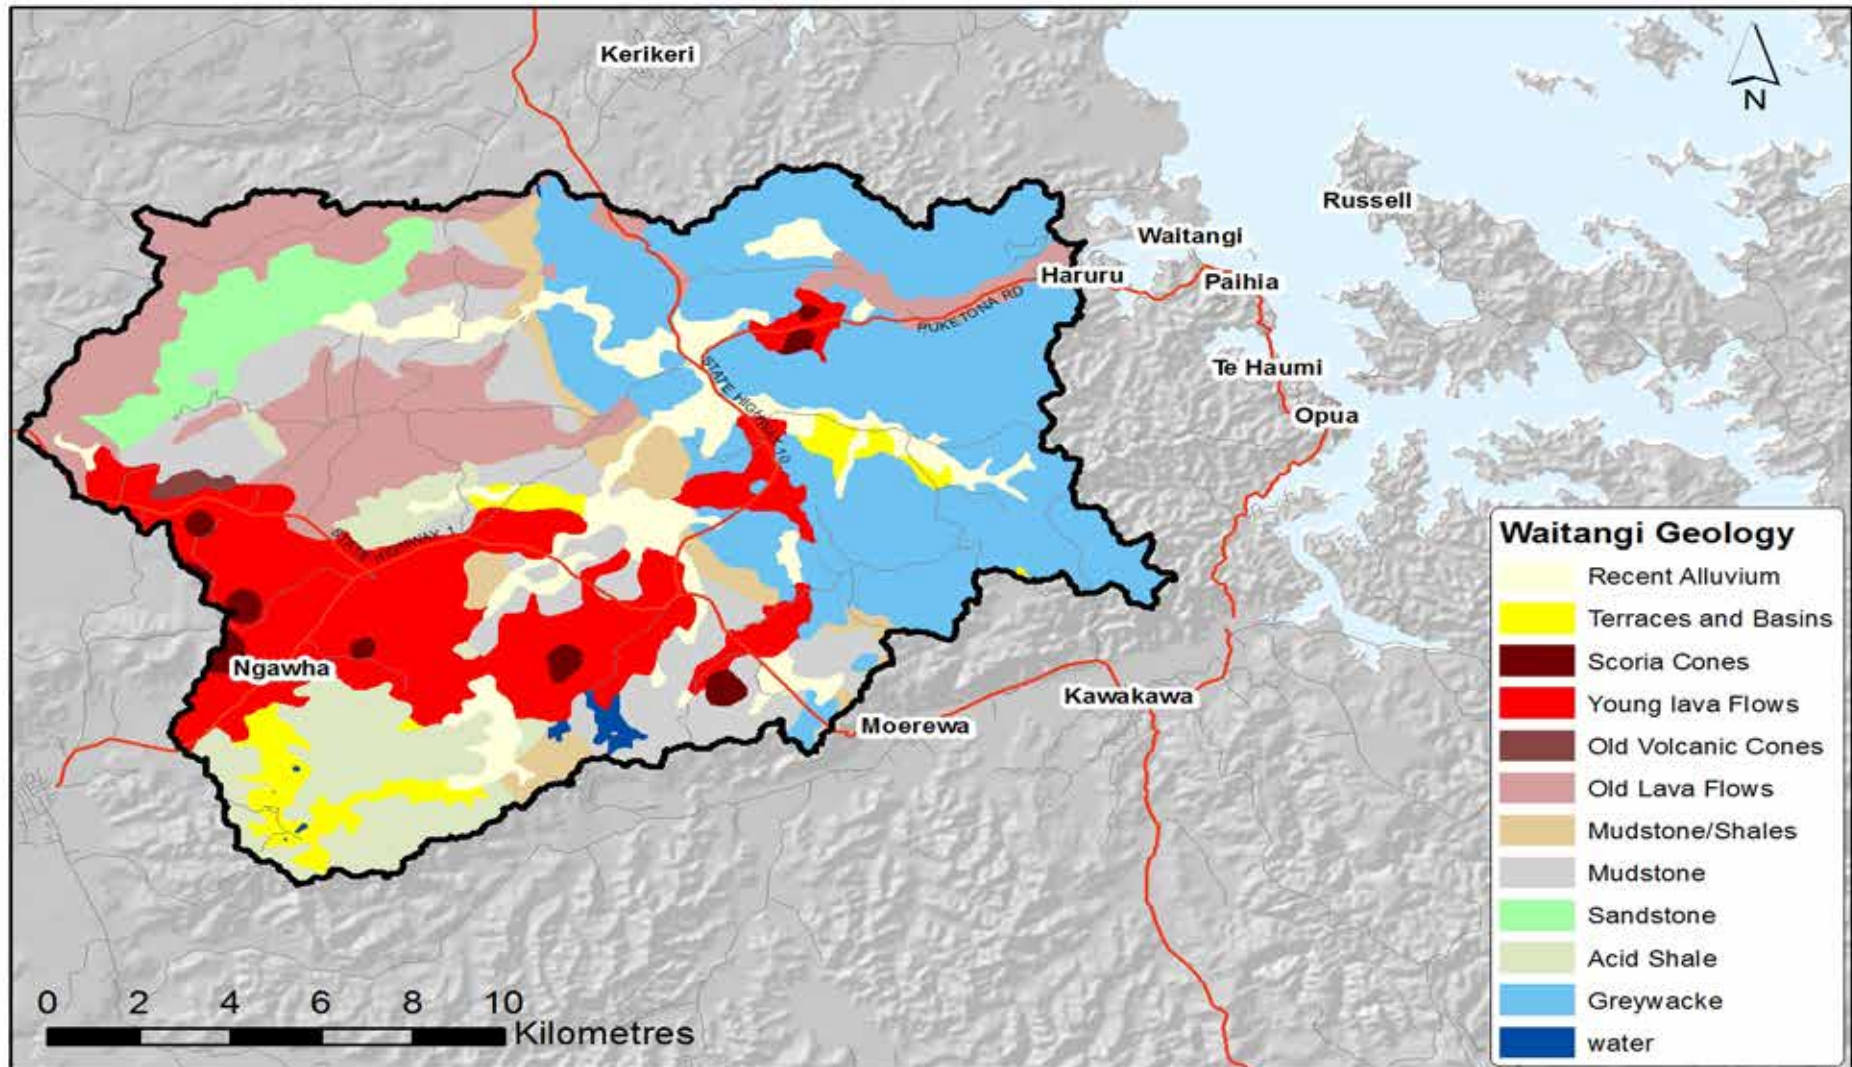 Kerikeri
N
Russell
Waitangi
Haruru
Paihia
PUKETONA RD
STATE HIGHWAY 10
Te Haumi
Opua
STATE HIGHWAY 1
Ngawha
Kawakawa
Moerewa
Waitangi Geology
Recent Alluvium
Terraces and Basins
Scoria Cones
Young lava Flows
Old Volcanic Cones
Old Lava Flows
Mudstone/Shales
Mudstone
Sandstone
Acid Shale
Greywacke
water
0 2 4 6 8 10
Kilometres